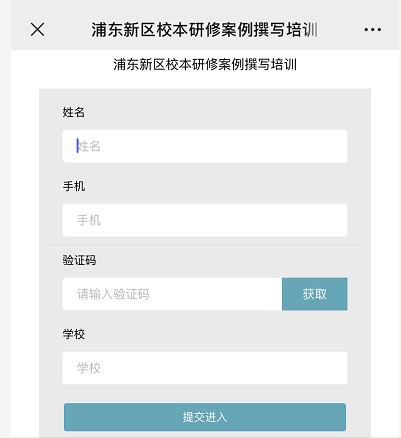 浦东新区校本研修案例撰写培训
浦东新区校本研修案例撰写培训
姓名
姓名
手机
手机
验证码
请输入验证码 获取
学校
学校
提交进入